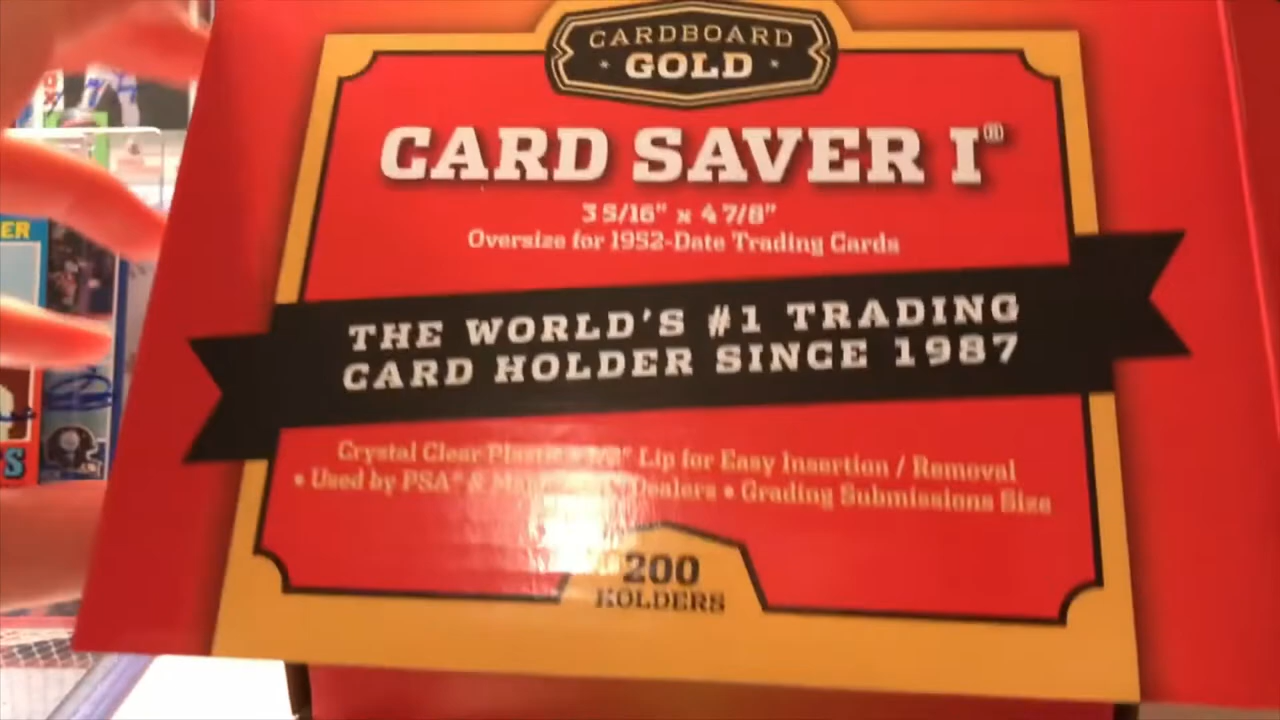 CARDBOARD
GOLD
CARD SAVER I®
3 5/16" x 4 7/8"
Oversize for 1952-Date Trading Cards
THE WORLD'S #1 TRADING
CARD HOLDER SINCE 1987
Crystal Clear Plastic Lip for Easy Insertion / Removal
• Used by PSA® & Dealers • Grading Submissions Size
200
HOLDERS
ER
S